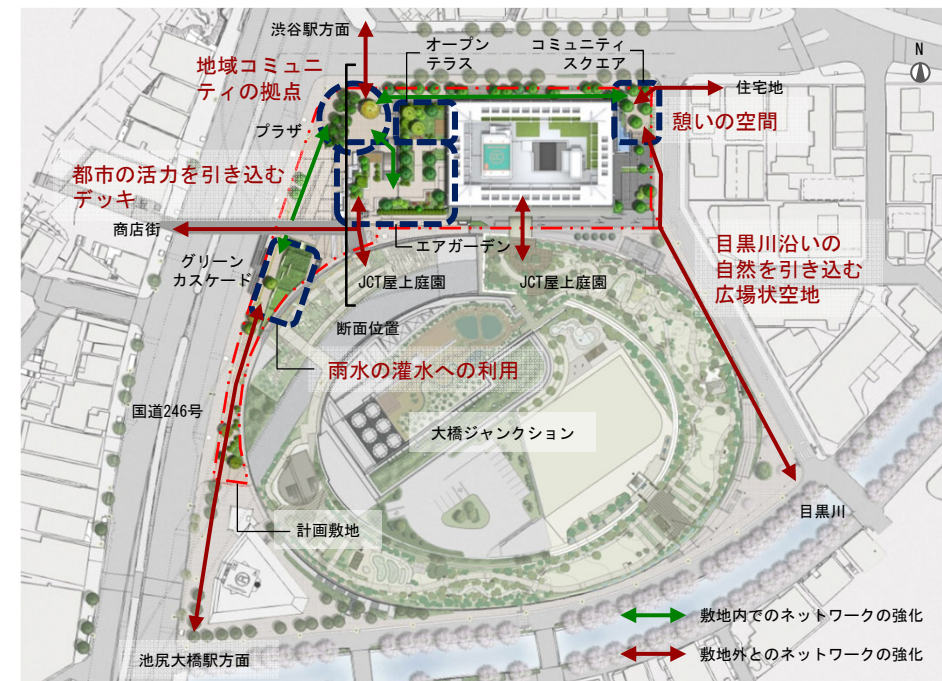 渋谷駅方面
オープン
テラス
コミュニティ
スクエア
N
地域コミュニ
ティの拠点
住宅地
プラザ
憩いの空間
都市の活力を引き込む
デッキ
商店街
エアガーデン
目黒川沿いの
自然を引き込む
広場状空地
グリーン
カスケード
JCT屋上庭園
JCT屋上庭園
断面位置
雨水の灌水への利用
国道246号
大橋ジャンクション
目黒川
計画敷地
敷地内でのネットワークの強化
敷地外とのネットワークの強化
池尻大橋駅方面